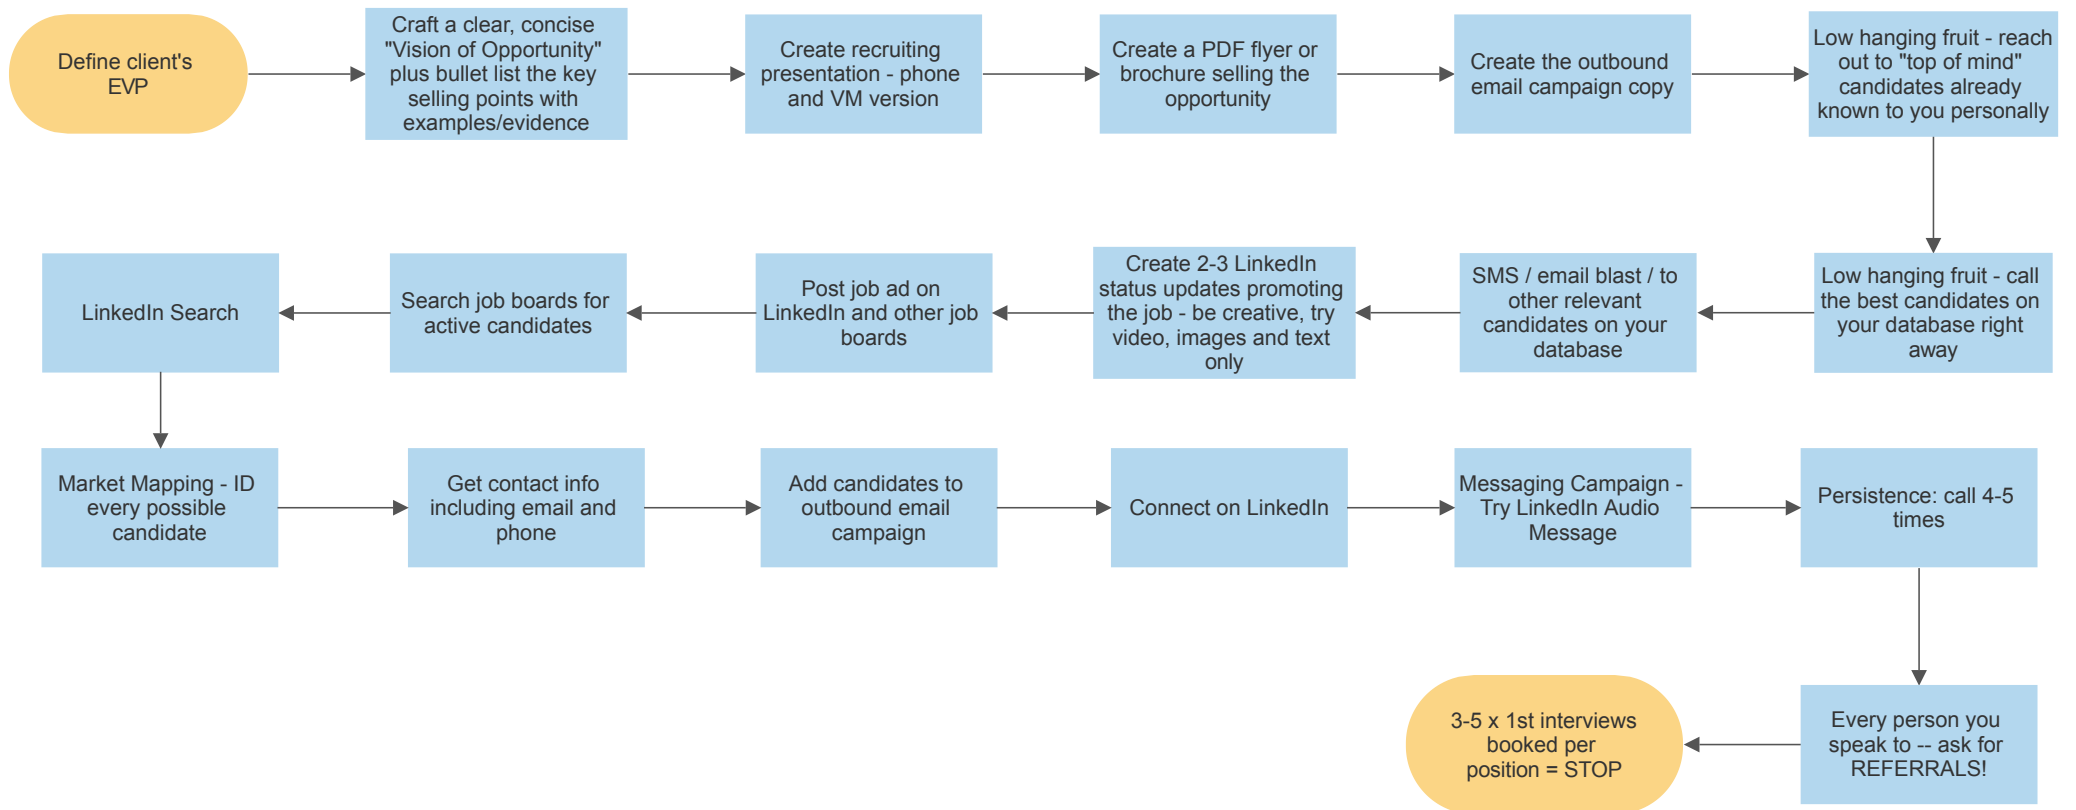 Define client's
EVP
Craft a clear, concise
"Vision of Opportunity"
plus bullet list the key
selling points with
examples/evidence
Create recruiting
presentation - phone
and VM version
Create a PDF flyer or
brochure selling the
opportunity
Create the outbound
email campaign copy
Low hanging fruit - reach
out to "top of mind"
candidates already
known to you personally
Low hanging fruit - call
the best candidates on
your database right
away
SMS / email blast / to
other relevant
candidates on your
database
Create 2-3 LinkedIn
status updates promoting
the job - be creative, try
video, images and text
only
Post job ad on
LinkedIn and other job
boards
Search job boards for
active candidates
LinkedIn Search
Market Mapping - ID
every possible
candidate
Get contact info
including email and
phone
Add candidates to
outbound email
campaign
Connect on LinkedIn
Messaging Campaign -
Try LinkedIn Audio
Message
Persistence: call 4-5
times
Every person you
speak to -- ask for
REFERRALS!
3-5 x 1st interviews
booked per
position = STOP